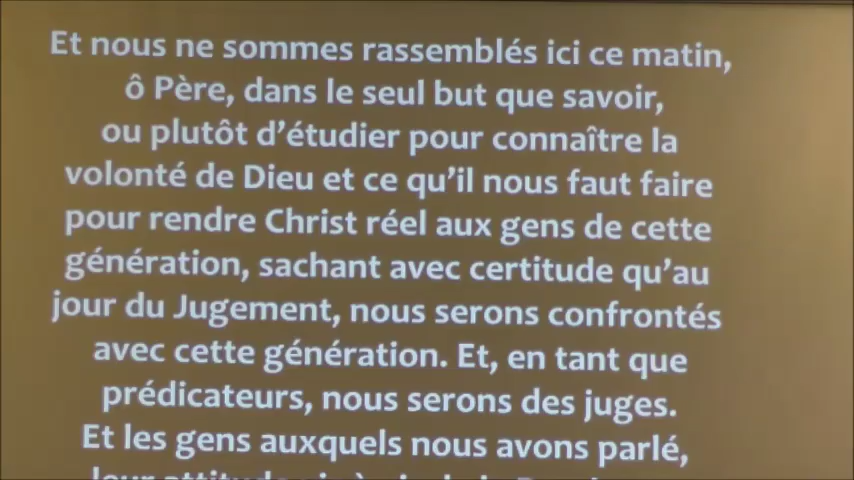 Et nous ne sommes rassemblés ici ce matin,
ô Père, dans le seul but que savoir,
ou plutôt d’étudier pour connaître la
volonté de Dieu et ce qu’il nous faut faire
pour rendre Christ réel aux gens de cette
génération, sachant avec certitude qu’au
jour du Jugement, nous serons confrontés
avec cette génération. Et, en tant que
prédicateurs, nous serons des juges.
Et les gens auxquels nous avons parlé,
leur attitude